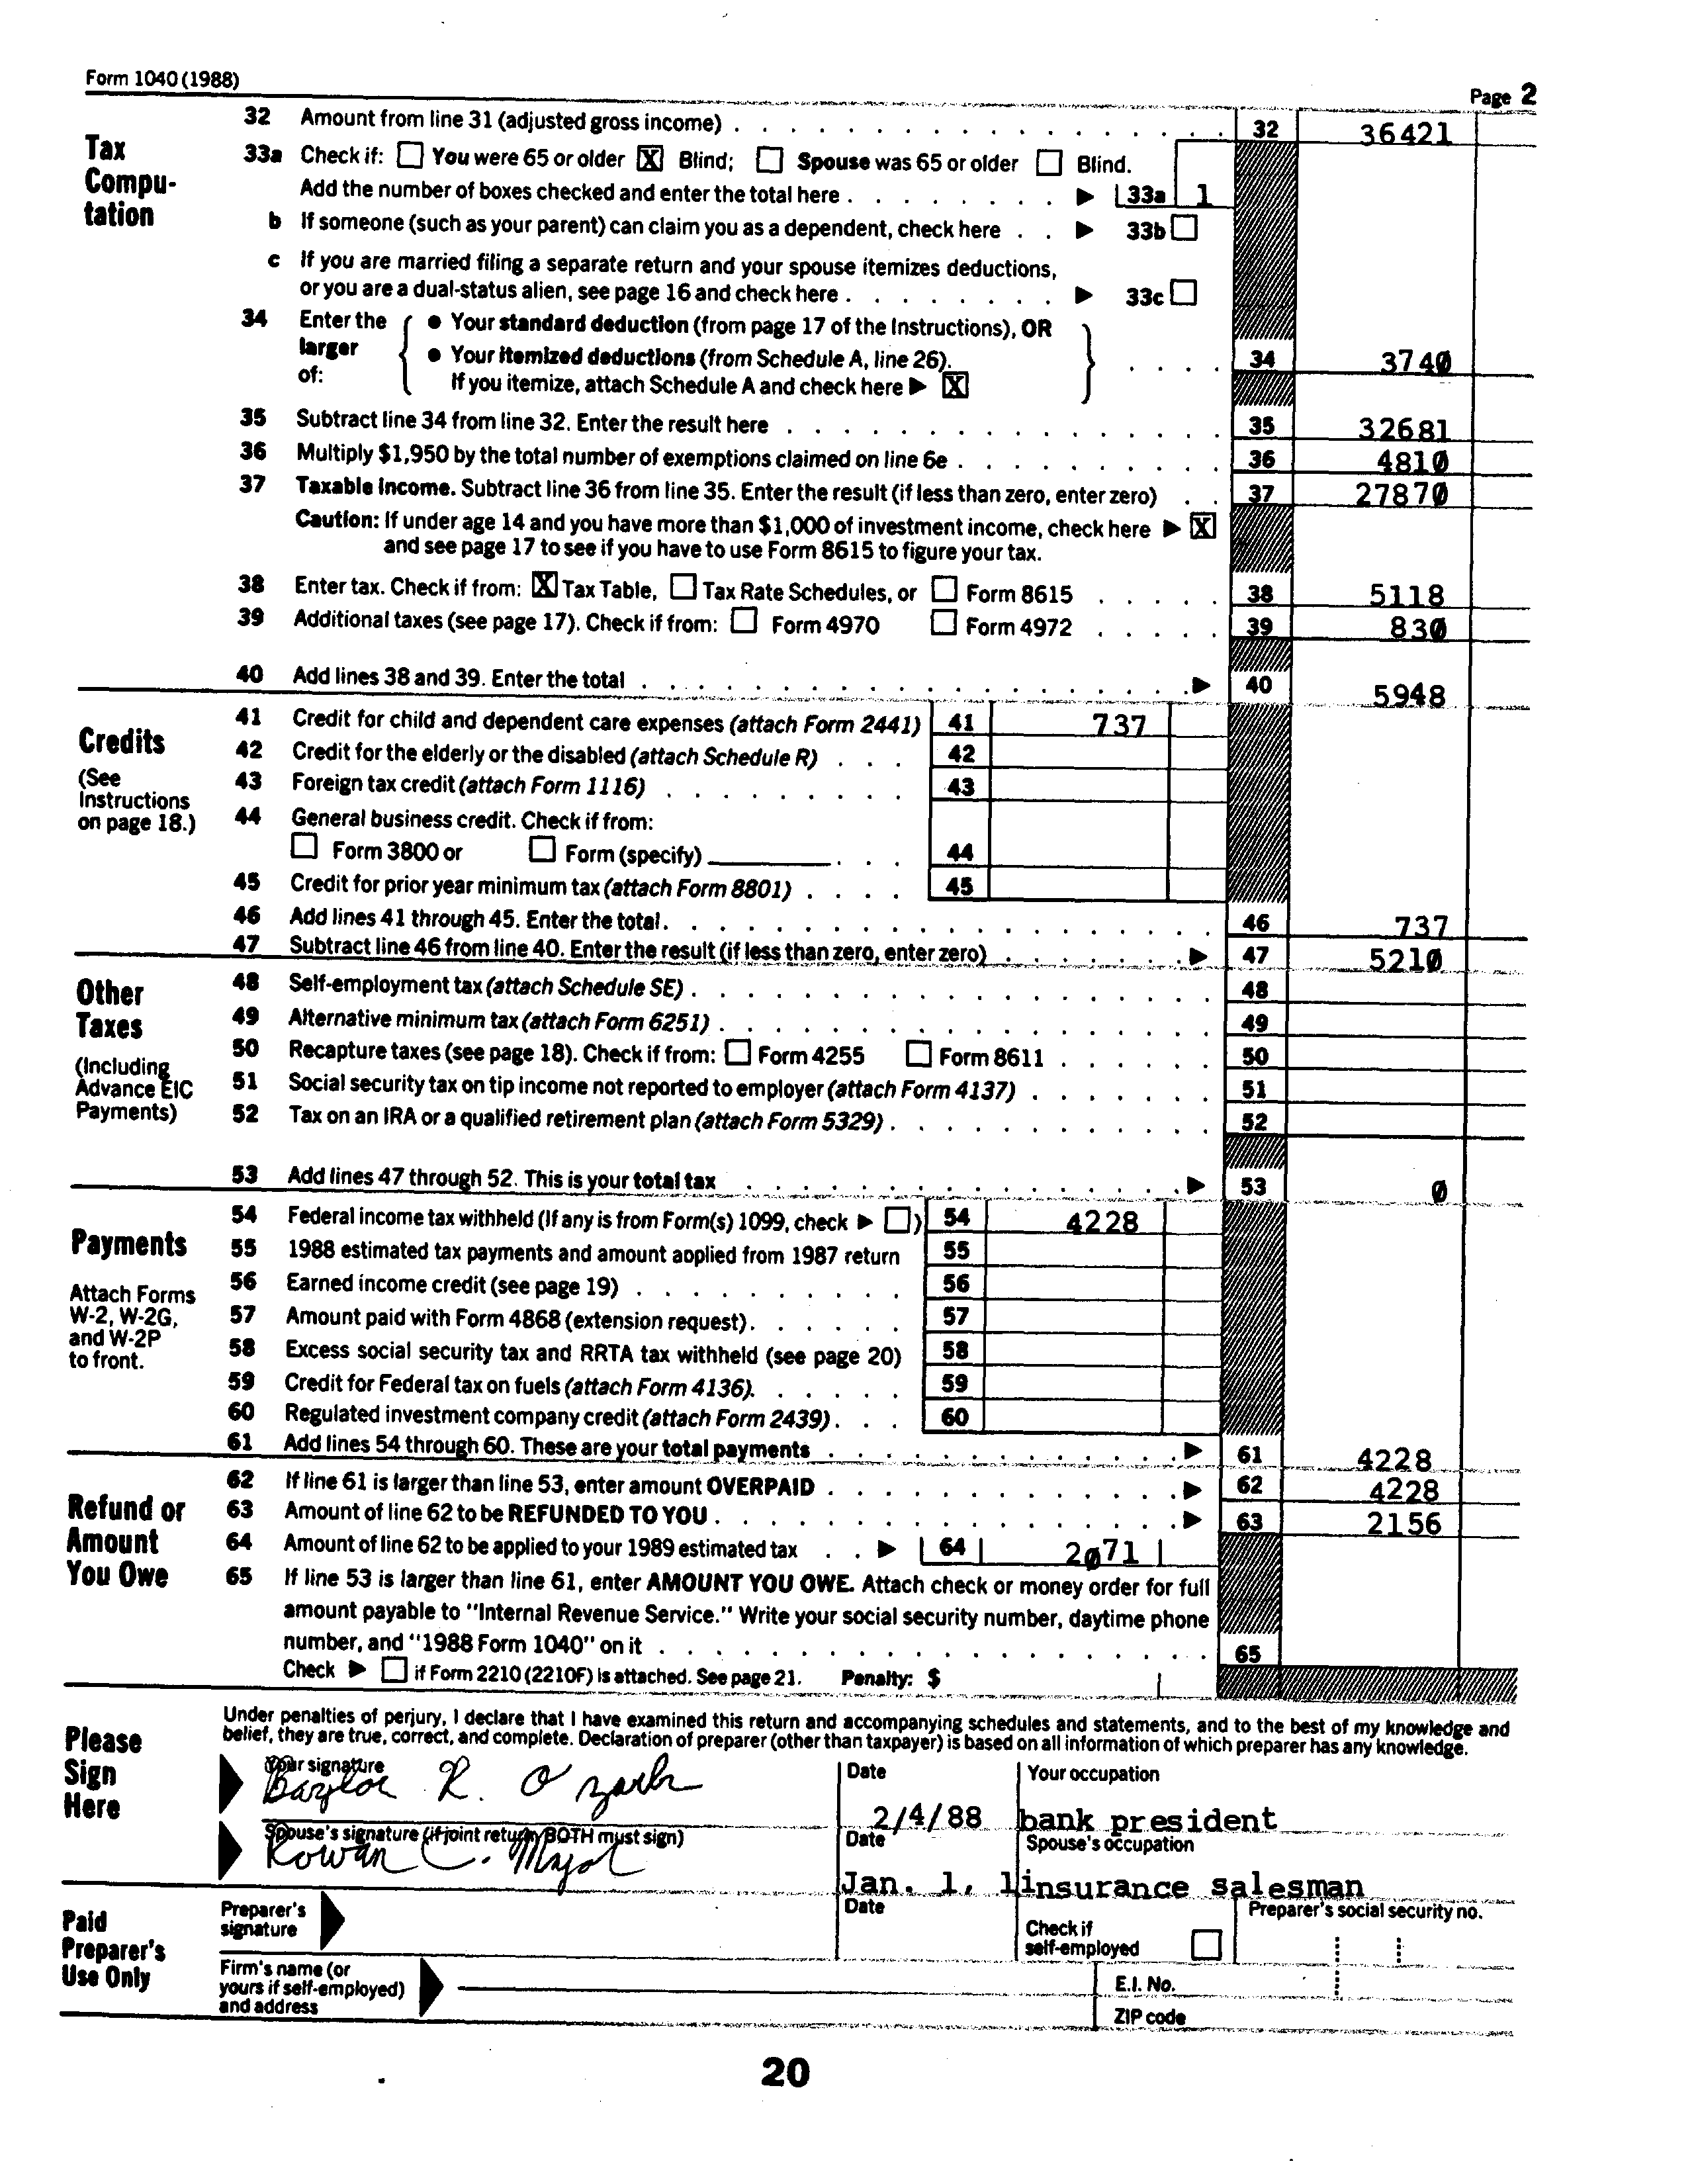 Form 1040 (1988)
Page 2
Tax Compu-tation
32 Amount from line 31 (adjusted gross income) . . . . 32 36421
33a Check if: ☐ You were 65 or older ☒ Blind; ☐ Spouse was 65 or older ☐ Blind.
Add the number of boxes checked and enter the total here . . . . ▶ 33a 1
b If someone (such as your parent) can claim you as a dependent, check here . . ▶ 33b ☐
c If you are married filing a separate return and your spouse itemizes deductions,
or you are a dual-status alien, see page 16 and check here . . . . ▶ 33c ☐
34 Enter the larger of: { ● Your standard deduction (from page 17 of the Instructions), OR
● Your itemized deductions (from Schedule A, line 26). } . . . . 34 3740
If you itemize, attach Schedule A and check here ▶ ☒
35 Subtract line 34 from line 32. Enter the result here . . . . 35 32681
36 Multiply $1,950 by the total number of exemptions claimed on line 6e . . . . 36 4810
37 Taxable income. Subtract line 36 from line 35. Enter the result (if less than zero, enter zero) . . 37 27870
Caution: If under age 14 and you have more than $1,000 of investment income, check here ▶ ☒
and see page 17 to see if you have to use Form 8615 to figure your tax.
38 Enter tax. Check if from: ☒ Tax Table, ☐ Tax Rate Schedules, or ☐ Form 8615 . . . . 38 5118
39 Additional taxes (see page 17). Check if from: ☐ Form 4970 ☐ Form 4972 . . . . 39 830
40 Add lines 38 and 39. Enter the total . . . . ▶ 40 5948
Credits
(See Instructions on page 18.)
41 Credit for child and dependent care expenses (attach Form 2441) 41 737
42 Credit for the elderly or the disabled (attach Schedule R) . . . 42
43 Foreign tax credit (attach Form 1116) . . . . 43
44 General business credit. Check if from:
☐ Form 3800 or ☐ Form (specify) ________ . . . 44
45 Credit for prior year minimum tax (attach Form 8801) . . . . 45
46 Add lines 41 through 45. Enter the total . . . . 46 737
47 Subtract line 46 from line 40. Enter the result (if less than zero, enter zero) . . . . ▶ 47 5210
Other Taxes
(Including Advance EIC Payments)
48 Self-employment tax (attach Schedule SE) . . . . 48
49 Alternative minimum tax (attach Form 6251) . . . . 49
50 Recapture taxes (see page 18). Check if from: ☐ Form 4255 ☐ Form 8611 . . . . 50
51 Social security tax on tip income not reported to employer (attach Form 4137) . . . . 51
52 Tax on an IRA or a qualified retirement plan (attach Form 5329) . . . . 52
53 Add lines 47 through 52. This is your total tax . . . . ▶ 53 0
Payments
Attach Forms W-2, W-2G, and W-2P to front.
54 Federal income tax withheld (If any is from Form(s) 1099, check ▶ ☐) 54 4228
55 1988 estimated tax payments and amount applied from 1987 return 55
56 Earned income credit (see page 19) . . . . 56
57 Amount paid with Form 4868 (extension request) . . . . 57
58 Excess social security tax and RRTA tax withheld (see page 20) 58
59 Credit for Federal tax on fuels (attach Form 4136) . . . . 59
60 Regulated investment company credit (attach Form 2439) . . . 60
61 Add lines 54 through 60. These are your total payments . . . . ▶ 61 4228
Refund or Amount You Owe
62 If line 61 is larger than line 53, enter amount OVERPAID . . . . ▶ 62 4228
63 Amount of line 62 to be REFUNDED TO YOU . . . . ▶ 63 2156
64 Amount of line 62 to be applied to your 1989 estimated tax . . ▶ 64 2071
65 If line 53 is larger than line 61, enter AMOUNT YOU OWE. Attach check or money order for full
amount payable to "Internal Revenue Service." Write your social security number, daytime phone
number, and "1988 Form 1040" on it . . . . 65
Check ▶ ☐ if Form 2210 (2210F) is attached. See page 21. Penalty: $
Please Sign Here
Under penalties of perjury, I declare that I have examined this return and accompanying schedules and statements, and to the best of my knowledge and
belief, they are true, correct, and complete. Declaration of preparer (other than taxpayer) is based on all information of which preparer has any knowledge.
Your signature Date Your occupation
Baylor R. Ozark 2/4/88 bank president
Spouse's signature (if joint return BOTH must sign) Date Spouse's occupation
Rowan C. Major Jan. 1, 1 insurance salesman
Paid Preparer's Use Only
Preparer's signature Date Check if self-employed ☐ Preparer's social security no.
Firm's name (or yours if self-employed) and address E.I. No.
ZIP code
20